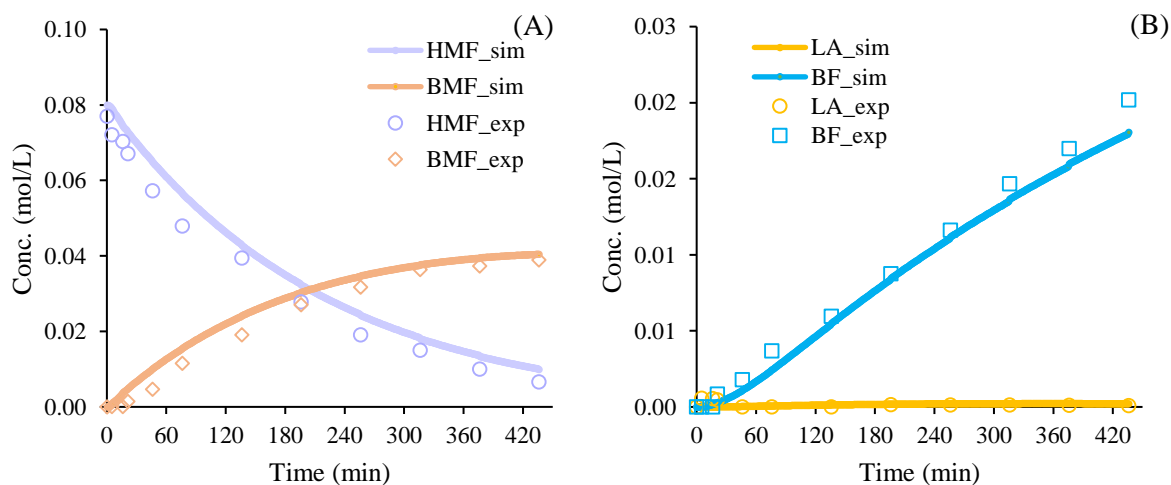 (A)
0.10
0.08
0.06
0.04
0.02
0.00
Conc. (mol/L)
HMF_sim
BMF_sim
HMF_exp
BMF_exp
0 60 120 180 240 300 360 420
Time (min)
(B)
0.03
0.02
0.02
0.01
0.01
0.00
Conc. (mol/L)
LA_sim
BF_sim
LA_exp
BF_exp
0 60 120 180 240 300 360 420
Time (min)